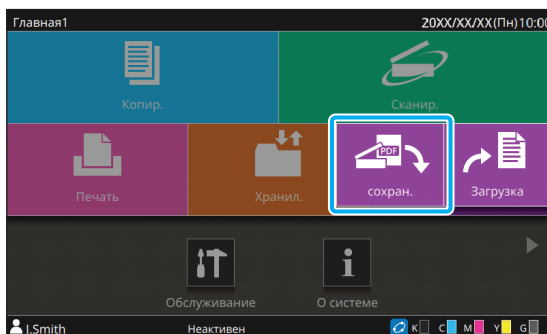 Главная1 20XX/XX/XX(Пн)10:00
Копир. Сканир.
PDF
Печать Хранил. сохран. Загрузка
Обслуживание О системе
J.Smith Неактивен K C M Y G